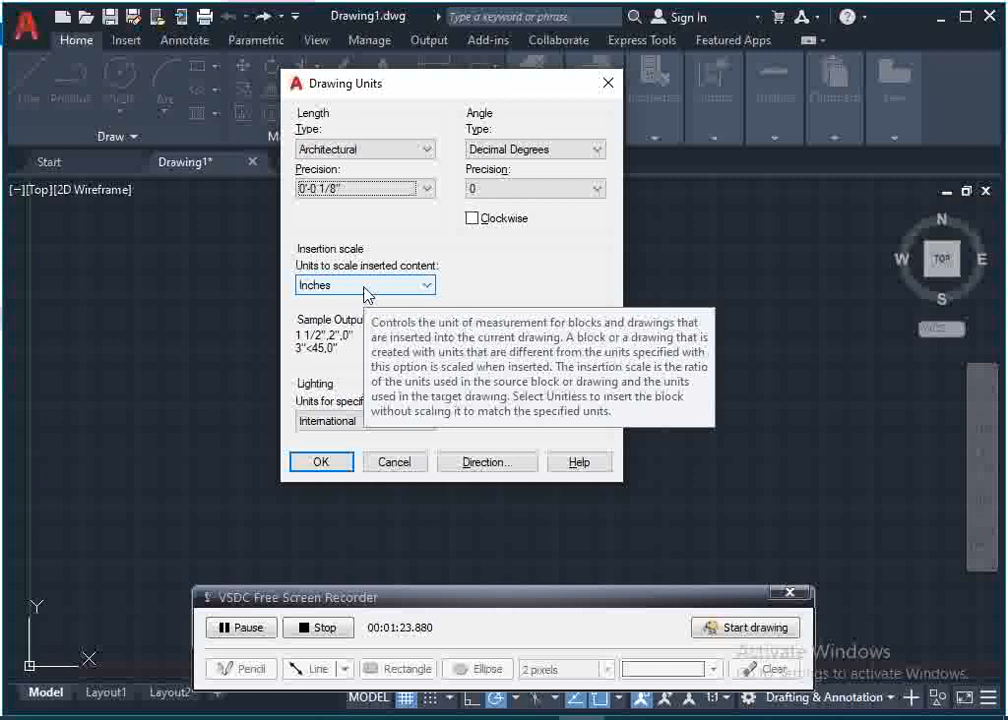 Drawing1.dwg
Type a keyword or phrase
Sign In
Home Insert Annotate Parametric View Manage Output Add-ins Collaborate Express Tools Featured Apps
Draw
Start
Drawing1*
[−][Top][2D Wireframe]
Drawing Units
Length
Type:
Architectural
Precision:
0'-0 1/8"
Angle
Type:
Decimal Degrees
Precision:
0
Clockwise
Insertion scale
Units to scale inserted content:
Inches
Sample Outpu
1 1/2",2",0"
3"<45,0"
Controls the unit of measurement for blocks and drawings that
are inserted into the current drawing. A block or a drawing that is
created with units that are different from the units specified with
this option is scaled when inserted. The insertion scale is the ratio
of the units used in the source block or drawing and the units
used in the target drawing. Select Unitless to insert the block
without scaling it to match the specified units.
Lighting
Units for specif
International
OK Cancel Direction... Help
N
W TOP E
S
VSDC Free Screen Recorder
Pause Stop 00:01:23.880 Start drawing
Pencil Line Rectangle Ellipse 2 pixels Clear
Activate Windows
Settings to activate Windows.
Y
X
Model Layout1 Layout2 +
MODEL 1:1 Drafting & Annotation